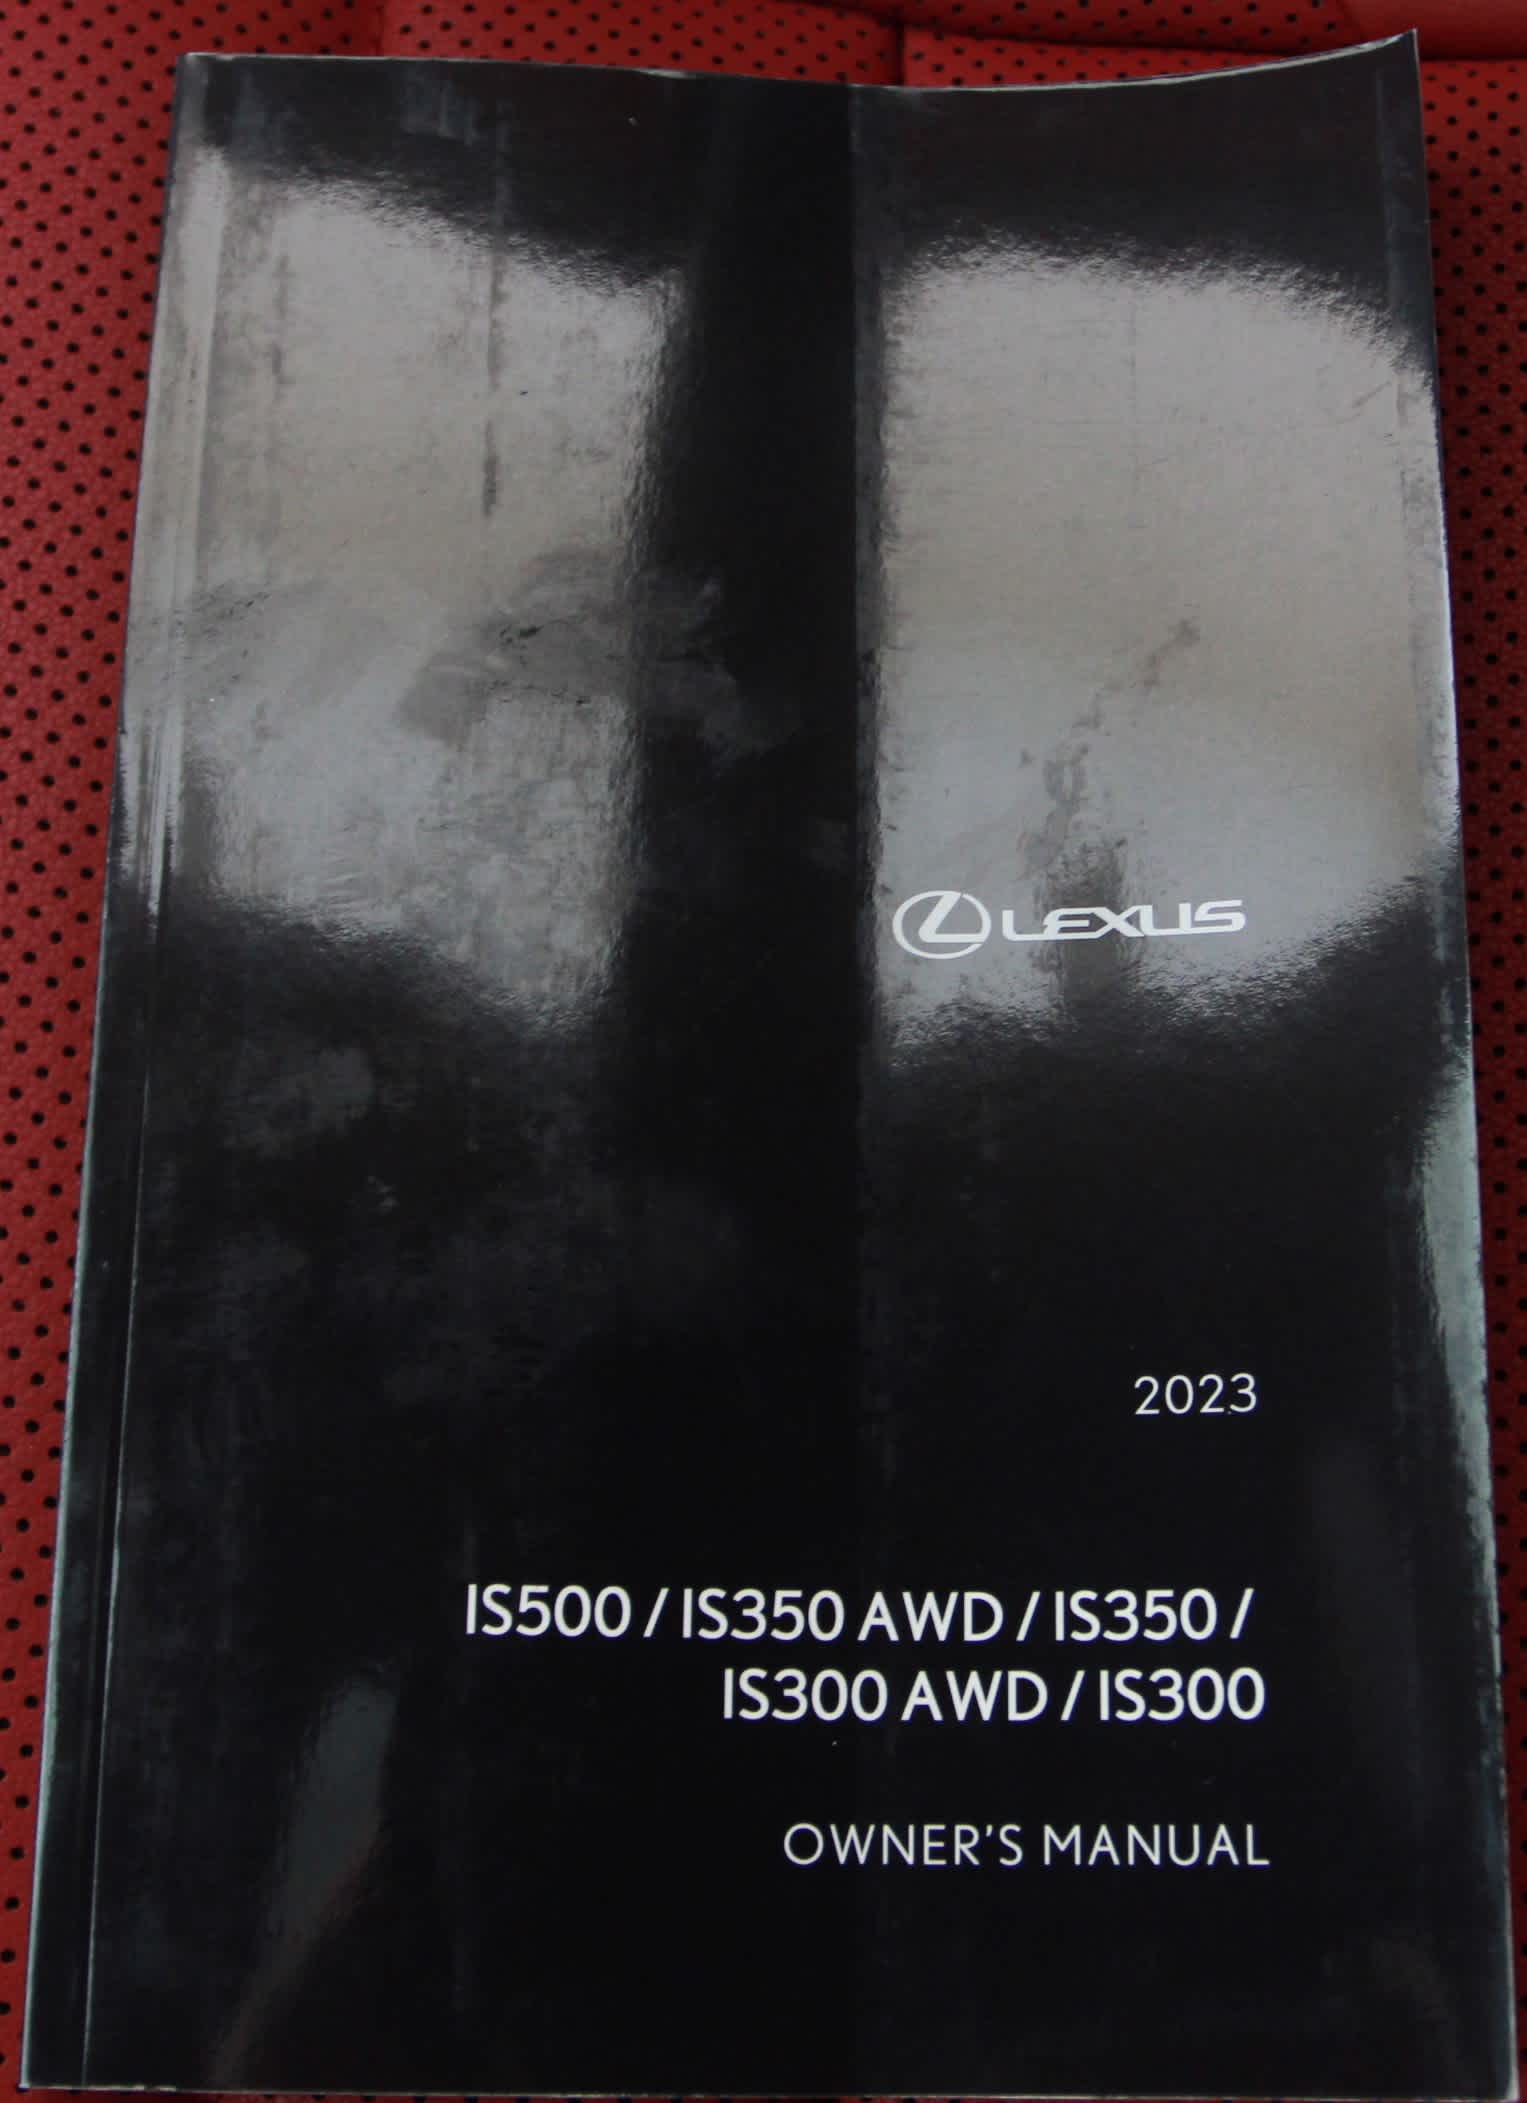 LEXUS
2023
IS500 / IS350 AWD / IS350 /
IS300 AWD / IS300
OWNER'S MANUAL